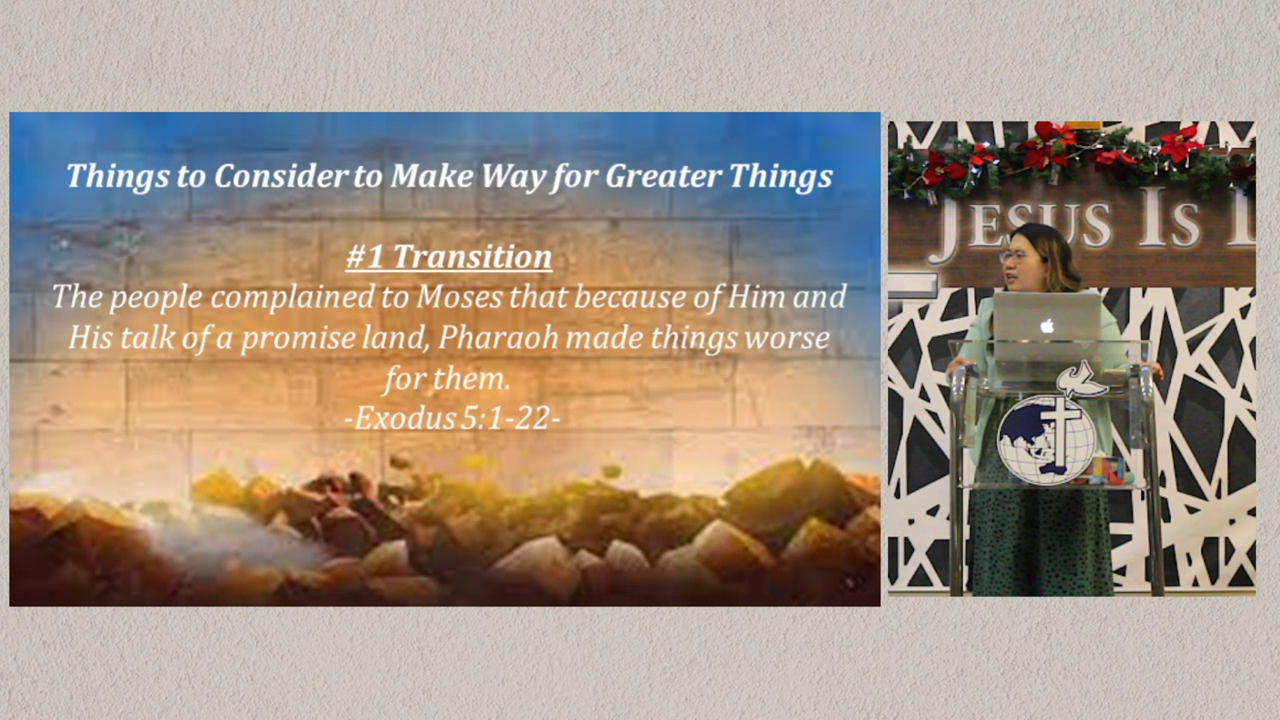 Things to Consider to Make Way for Greater Things
#1 Transition
The people complained to Moses that because of Him and
His talk of a promise land, Pharaoh made things worse
for them.
-Exodus 5:1-22-
JESUS IS L